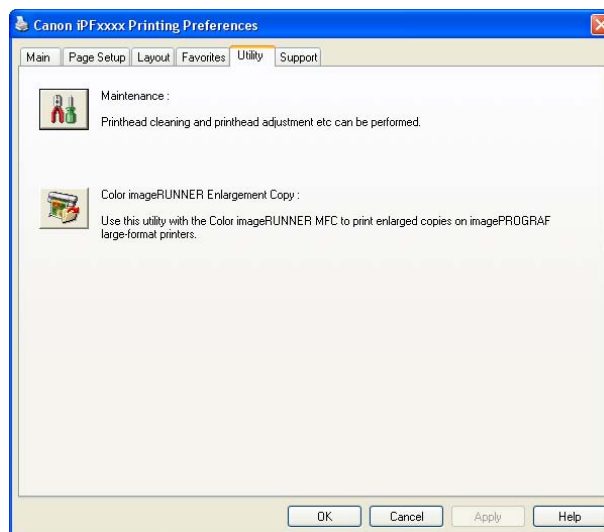 Canon iPFxxxx Printing Preferences
Main Page Setup Layout Favorites Utility Support
Maintenance :
Printhead cleaning and printhead adjustment etc can be performed.
Color imageRUNNER Enlargement Copy :
Use this utility with the Color imageRUNNER MFC to print enlarged copies on imagePROGRAF
large-format printers.
OK Cancel Apply Help